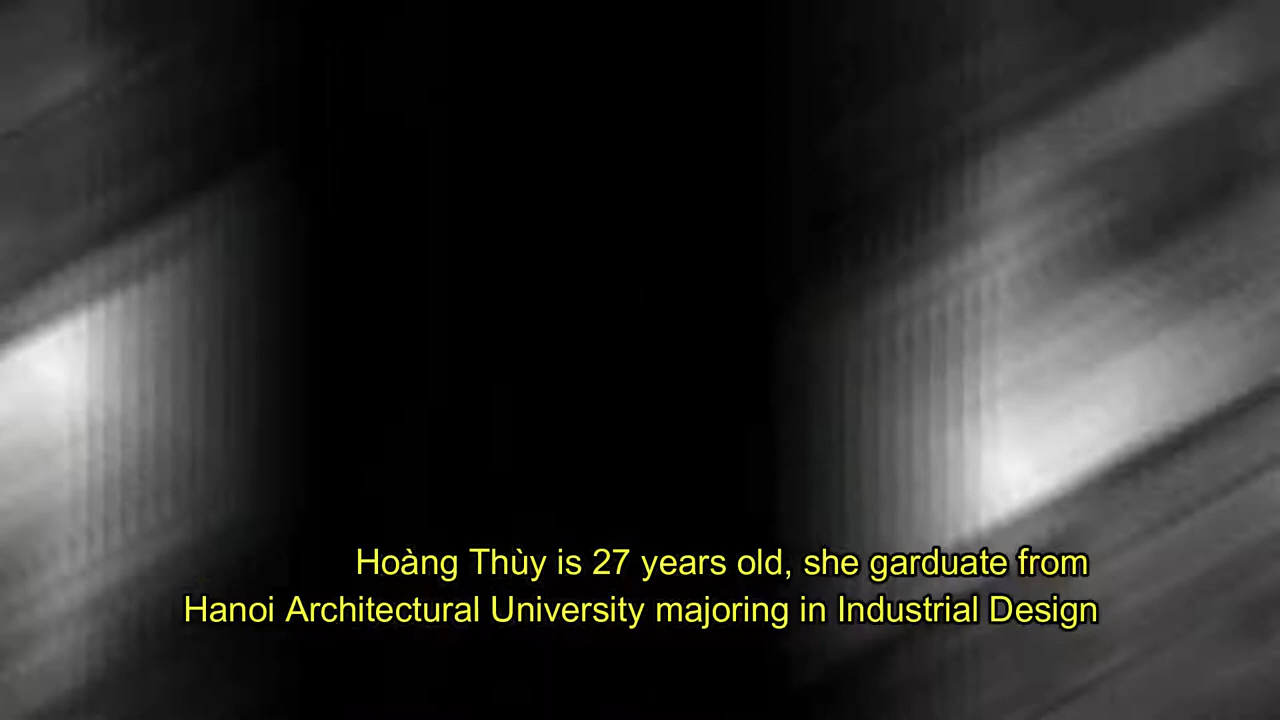 Hoàng Thùy is 27 years old, she garduate from
Hanoi Architectural University majoring in Industrial Design